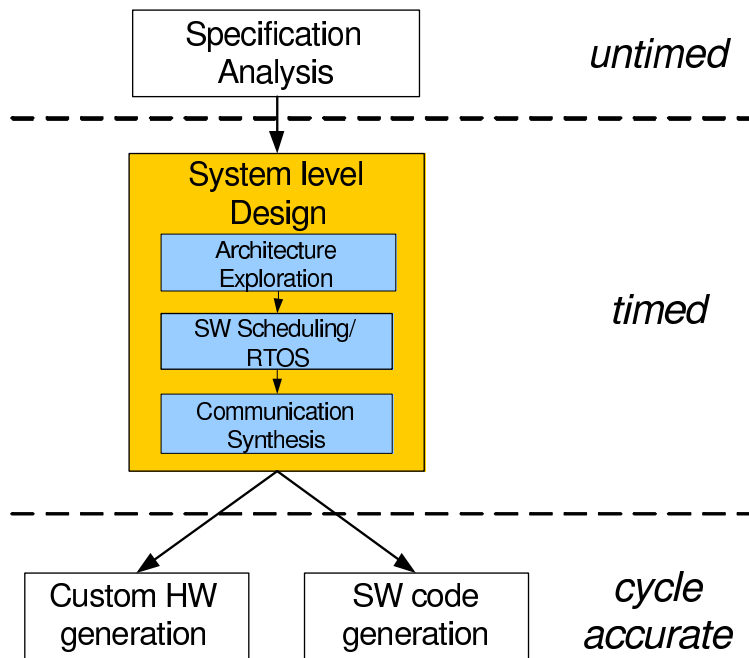 Specification
Analysis
untimed
System level
Design
Architecture
Exploration
SW Scheduling/
RTOS
Communication
Synthesis
timed
Custom HW
generation
SW code
generation
cycle
accurate